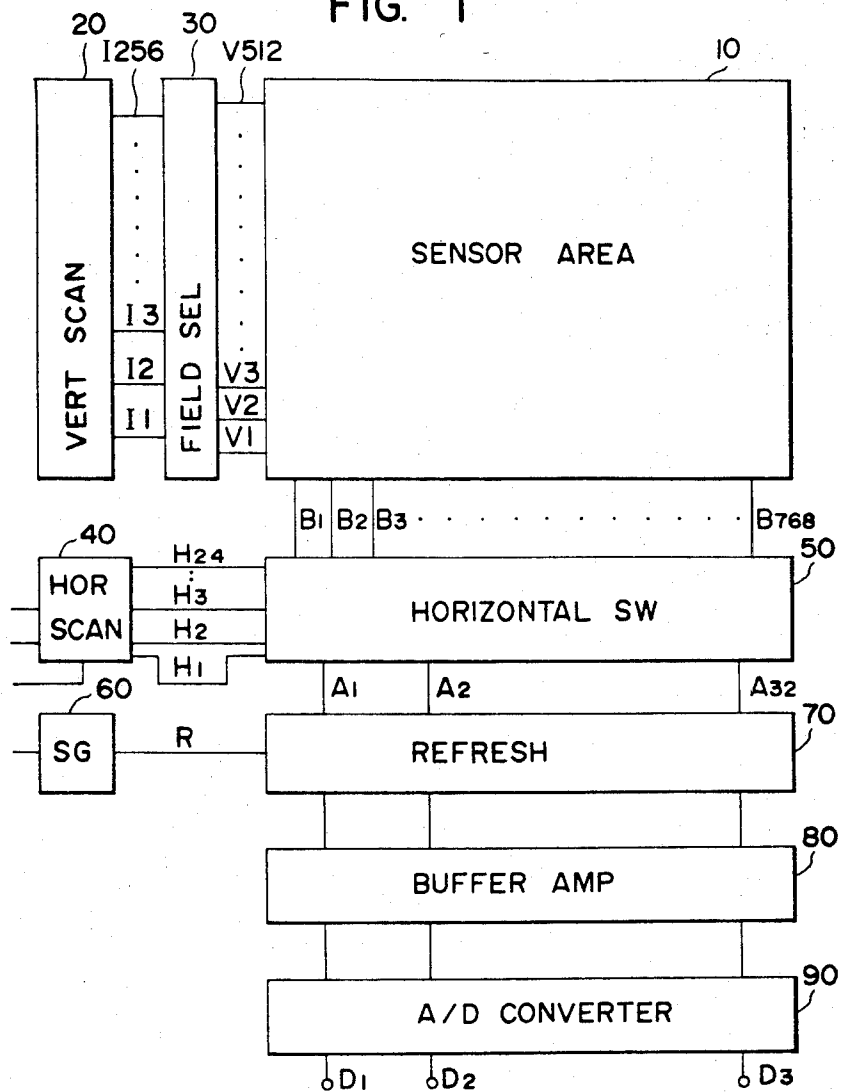 FIG. 1
20
30
I256
V512
10
VERT SCAN
FIELD SEL
SENSOR AREA
I3
I2
I1
V3
V2
V1
B1 B2 B3 . . . . . . . . . . . . B768
40
50
HOR
SCAN
H24
H3
H2
H1
HORIZONTAL SW
A1 A2 A32
60
70
SG
R
REFRESH
80
BUFFER AMP
90
A/D CONVERTER
D1 D2 D3